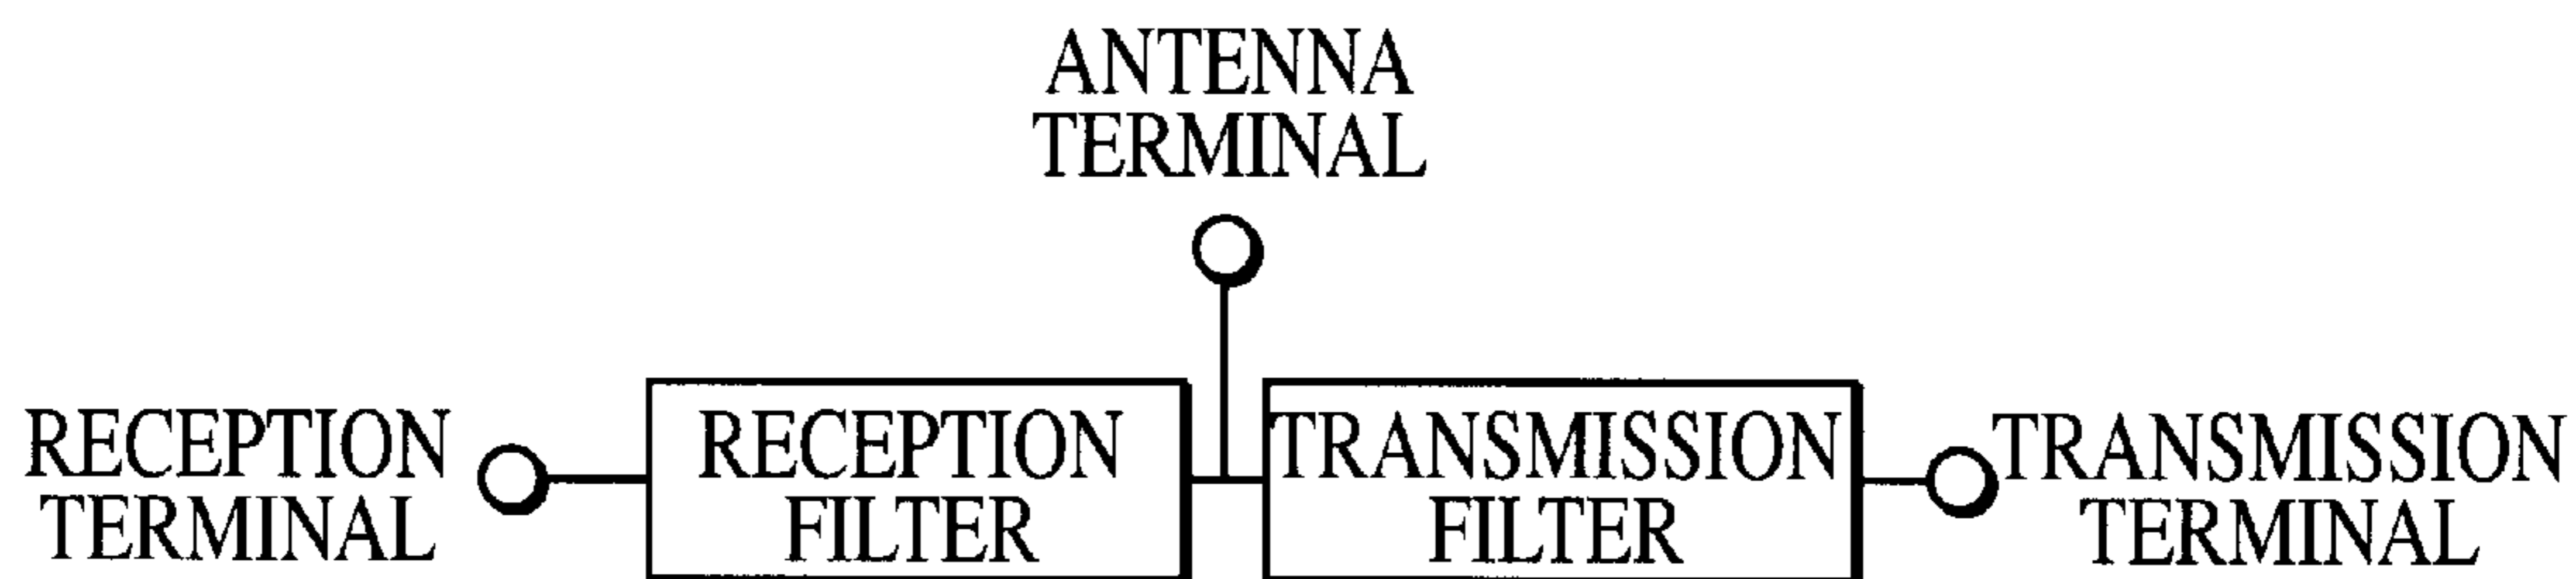 ANTENNA
TERMINAL
RECEPTION
TERMINAL
RECEPTION
FILTER
TRANSMISSION
FILTER
TRANSMISSION
TERMINAL